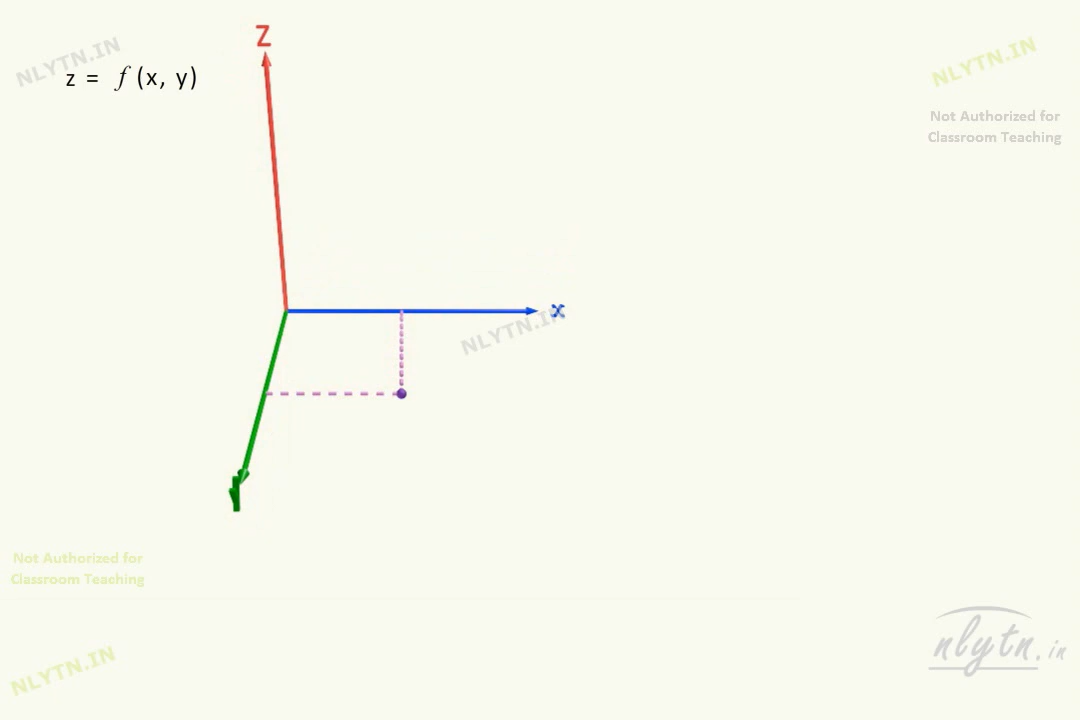 Z
NLYTN.IN
z = f (x, y)
NLYTN.IN
Not Authorized for
Classroom Teaching
x
NLYTN.IN
Y
Not Authorized for
Classroom Teaching
NLYTN.IN
nlytn.in